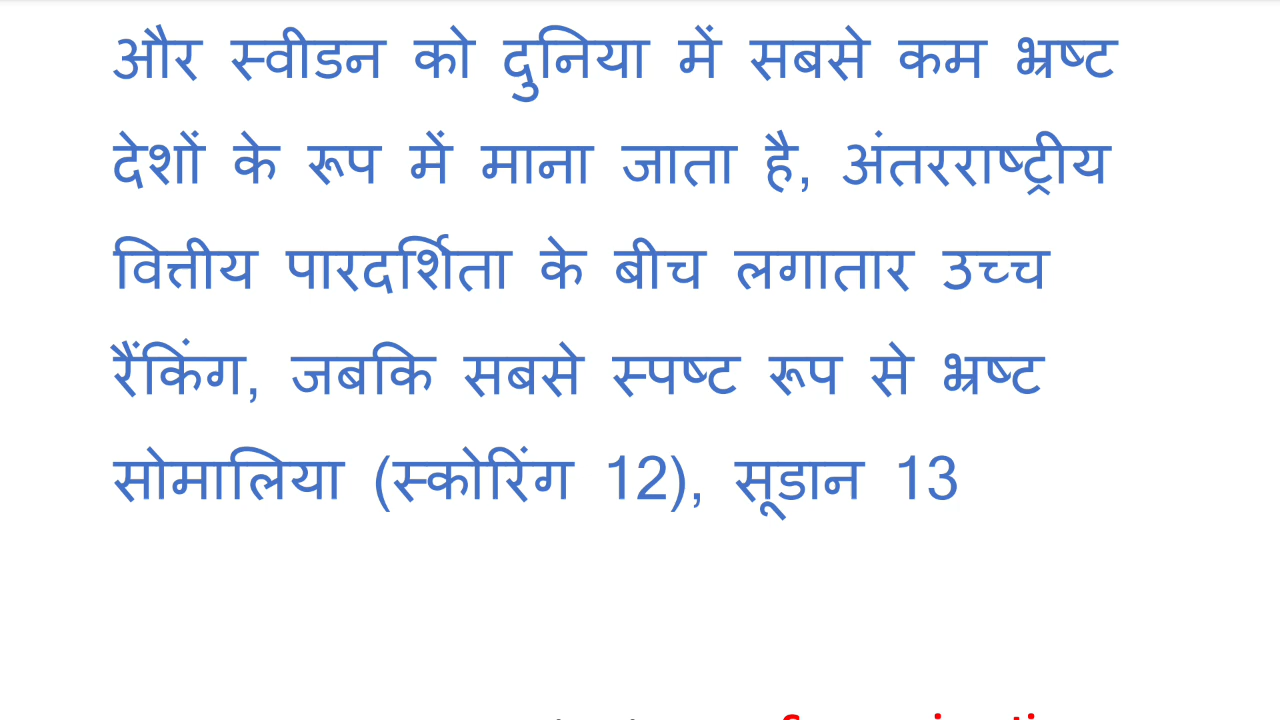 और स्वीडन को दुनिया में सबसे कम भ्रष्ट
देशों के रूप में माना जाता है, अंतरराष्ट्रीय
वित्तीय पारदर्शिता के बीच लगातार उच्च
रैंकिंग, जबकि सबसे स्पष्ट रूप से भ्रष्ट
सोमालिया (स्कोरिंग 12), सूडान 13